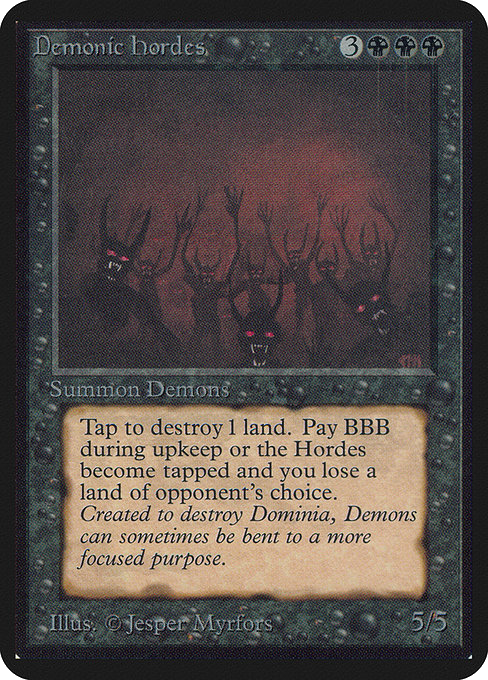 Demonic Hordes 3
Summon Demons
Tap to destroy 1 land. Pay BBB
during upkeep or the Hordes
become tapped and you lose a
land of opponent's choice.
Created to destroy Dominia, Demons
can sometimes be bent to a more
focused purpose.
Illus. © Jesper Myrfors 5/5